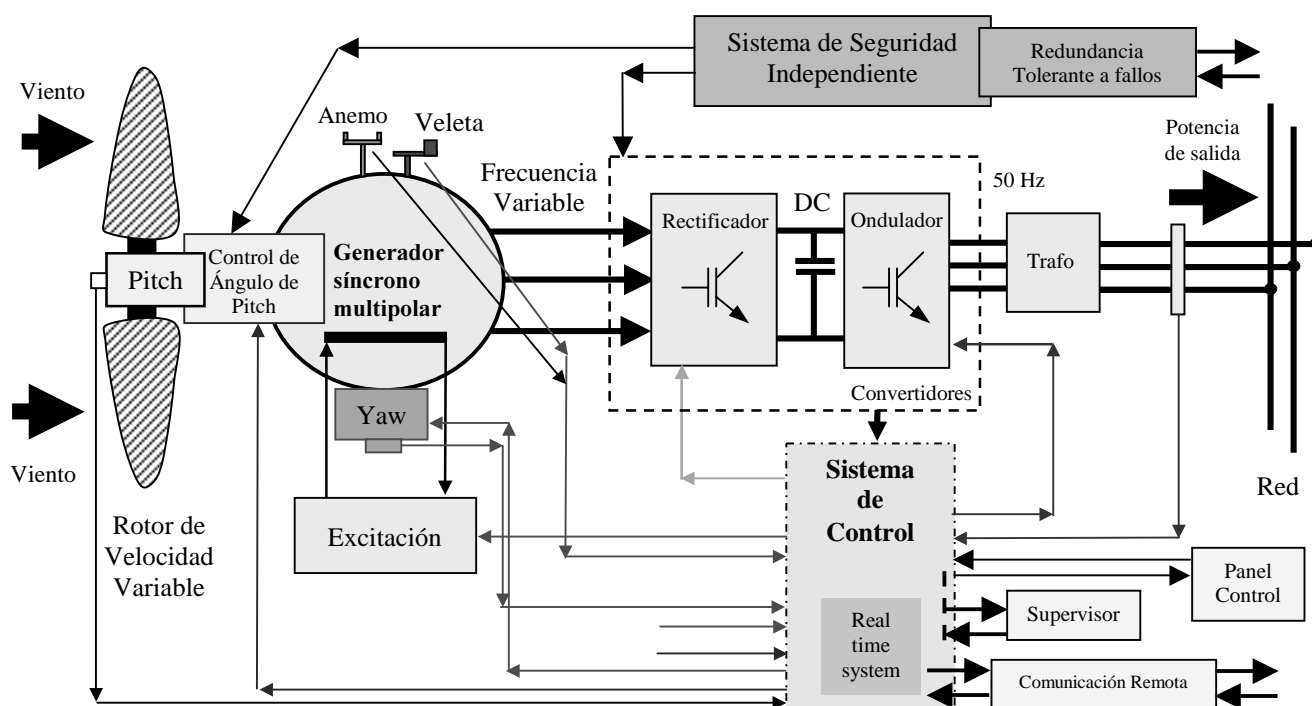 Sistema de Seguridad
Independiente
Redundancia
Tolerante a fallos
Viento
Anemo
Veleta
Potencia
de salida
Frecuencia
Variable
50 Hz
Rectificador
DC
Ondulador
Trafo
Pitch
Control de
Ángulo de
Pitch
Generador
síncrono
multipolar
Convertidores
Yaw
Viento
Red
Rotor de
Velocidad
Variable
Excitación
Sistema
de
Control
Real
time
system
Panel
Control
Supervisor
Comunicación Remota